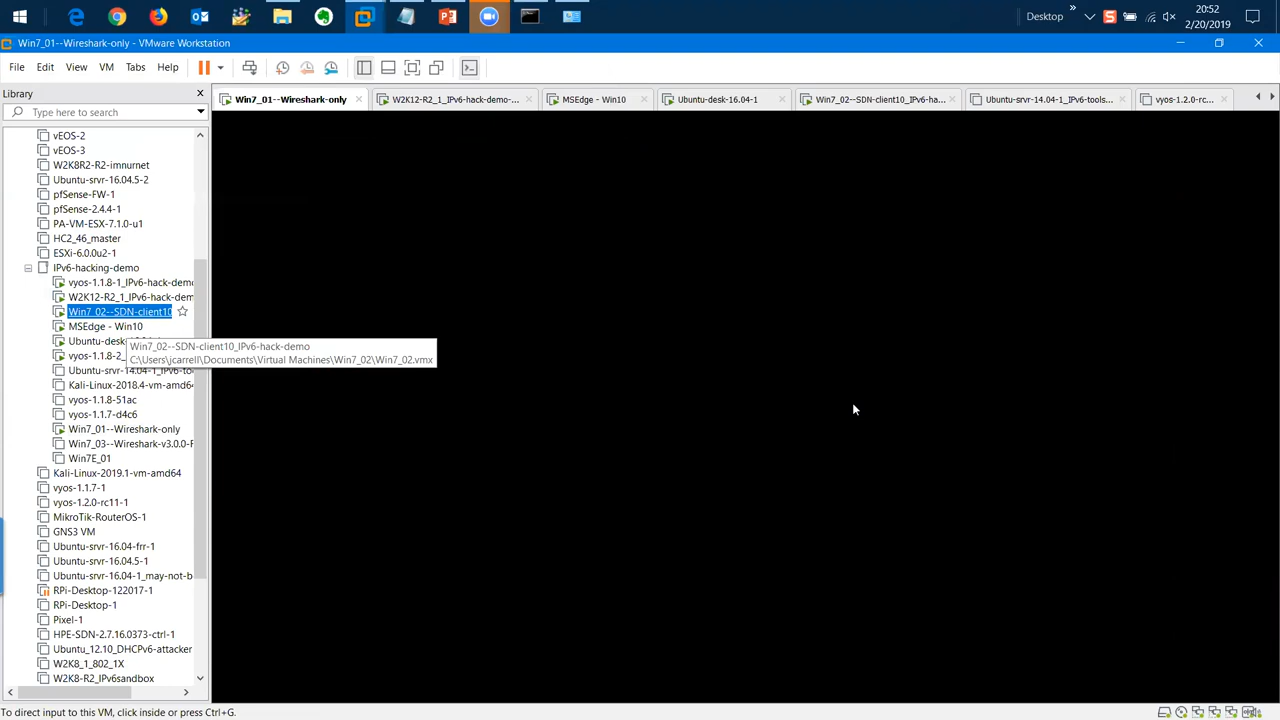 Desktop
»
20:52
2/20/2019
Win7_01--Wireshark-only - VMware Workstation
File Edit View VM Tabs Help
Library
Type here to search
Win7_01--Wireshark-only
W2K12-R2_1_IPv6-hack-demo-...
MSEdge - Win10
Ubuntu-desk-16.04-1
Win7_02--SDN-client10_IPv6-ha...
Ubuntu-srvr-14.04-1_IPv6-tools...
vyos-1.2.0-rc...
vEOS-2
vEOS-3
W2K8R2-R2-imnurnet
Ubuntu-srvr-16.04.5-2
pfSense-FW-1
pfSense-2.4.4-1
PA-VM-ESX-7.1.0-u1
HC2_46_master
ESXi-6.0.0u2-1
IPv6-hacking-demo
vyos-1.1.8-1_IPv6-hack-demo
W2K12-R2_1_IPv6-hack-dem
Win7_02--SDN-client10
MSEdge - Win10
Ubuntu-desk
Win7_02--SDN-client10_IPv6-hack-demo
C:\Users\jcarrell\Documents\Virtual Machines\Win7_02\Win7_02.vmx
vyos-1.1.8-2_
Ubuntu-srvr-14.04-1_IPv6-to
Kali-Linux-2018.4-vm-amd64
vyos-1.1.8-51ac
vyos-1.1.7-d4c6
Win7_01--Wireshark-only
Win7_03--Wireshark-v3.0.0-R
Win7E_01
Kali-Linux-2019.1-vm-amd64
vyos-1.1.7-1
vyos-1.2.0-rc11-1
MikroTik-RouterOS-1
GNS3 VM
Ubuntu-srvr-16.04-frr-1
Ubuntu-srvr-16.04.5-1
Ubuntu-srvr-16.04-1_may-not-b
RPi-Desktop-122017-1
RPi-Desktop-1
Pixel-1
HPE-SDN-2.7.16.0373-ctrl-1
Ubuntu_12.10_DHCPv6-attacker
W2K8_1_802_1X
W2K8-R2_IPv6sandbox
To direct input to this VM, click inside or press Ctrl+G.